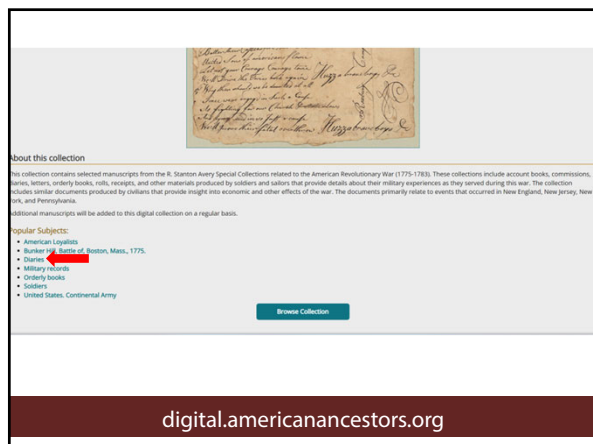 Huzza brave boys &c
Huzza brave boys &c
About this collection
This collection contains selected manuscripts from the R. Stanton Avery Special Collections related to the American Revolutionary War (1775-1783). These collections include account books, commissions,
diaries, letters, orderly books, rolls, receipts, and other materials produced by soldiers and sailors that provide details about their military experiences as they served during this war. The collection
includes similar documents produced by civilians that provide insight into economic and other effects of the war. The documents primarily relate to events that occurred in New England, New Jersey, New
York, and Pennsylvania.
Additional manuscripts will be added to this digital collection on a regular basis.
Popular Subjects:
American Loyalists
Bunker Hill, Battle of, Boston, Mass., 1775.
Diaries
Military records
Orderly books
Soldiers
United States. Continental Army
Browse Collection
digital.americanancestors.org